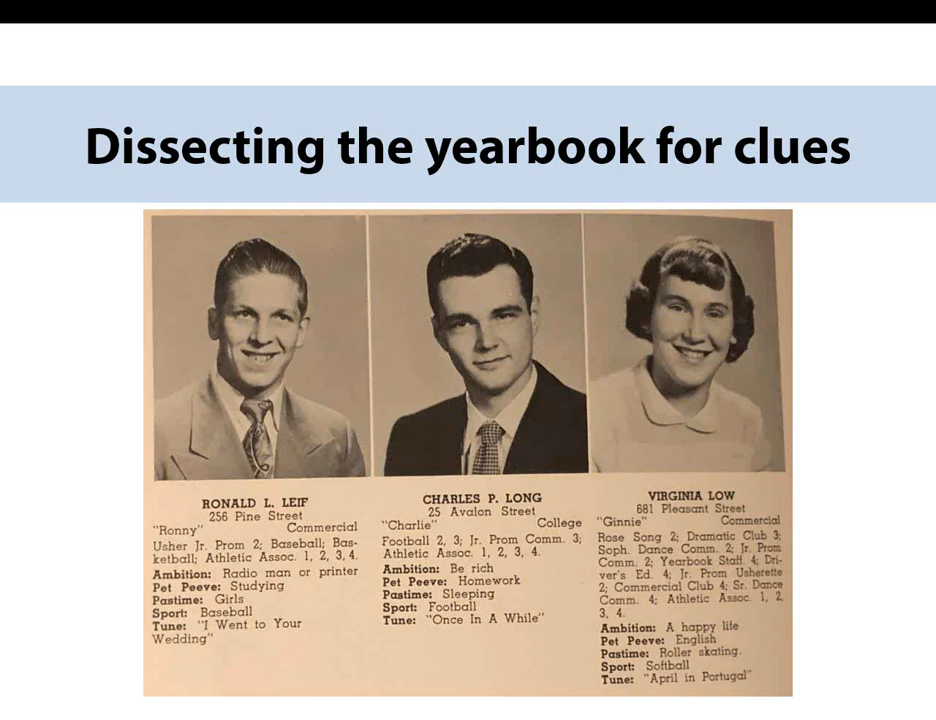 Dissecting the yearbook for clues
RONALD L. LEIF
256 Pine Street
"Ronny" Commercial
Usher Jr. Prom 2; Baseball; Bas-
ketball; Athletic Assoc. 1, 2, 3, 4.
Ambition: Radio man or printer
Pet Peeve: Studying
Pastime: Girls
Sport: Baseball
Tune: "I Went to Your
Wedding"
CHARLES P. LONG
25 Avalon Street
"Charlie" College
Football 2, 3; Jr. Prom Comm. 3;
Athletic Assoc. 1, 2, 3, 4.
Ambition: Be rich
Pet Peeve: Homework
Pastime: Sleeping
Sport: Football
Tune: "Once In A While"
VIRGINIA LOW
681 Pleasant Street
"Ginnie" Commercial
Rose Song 2; Dramatic Club 3;
Soph. Dance Comm. 2; Jr. Prom
Comm. 2; Yearbook Staff. 4; Dri-
ver's Ed. 4; Jr. Prom Usherette
2; Commercial Club 4; Sr. Dance
Comm. 4; Athletic Assoc. 1, 2,
3, 4.
Ambition: A happy life
Pet Peeve: English
Pastime: Roller skating.
Sport: Softball
Tune: "April in Portugal"